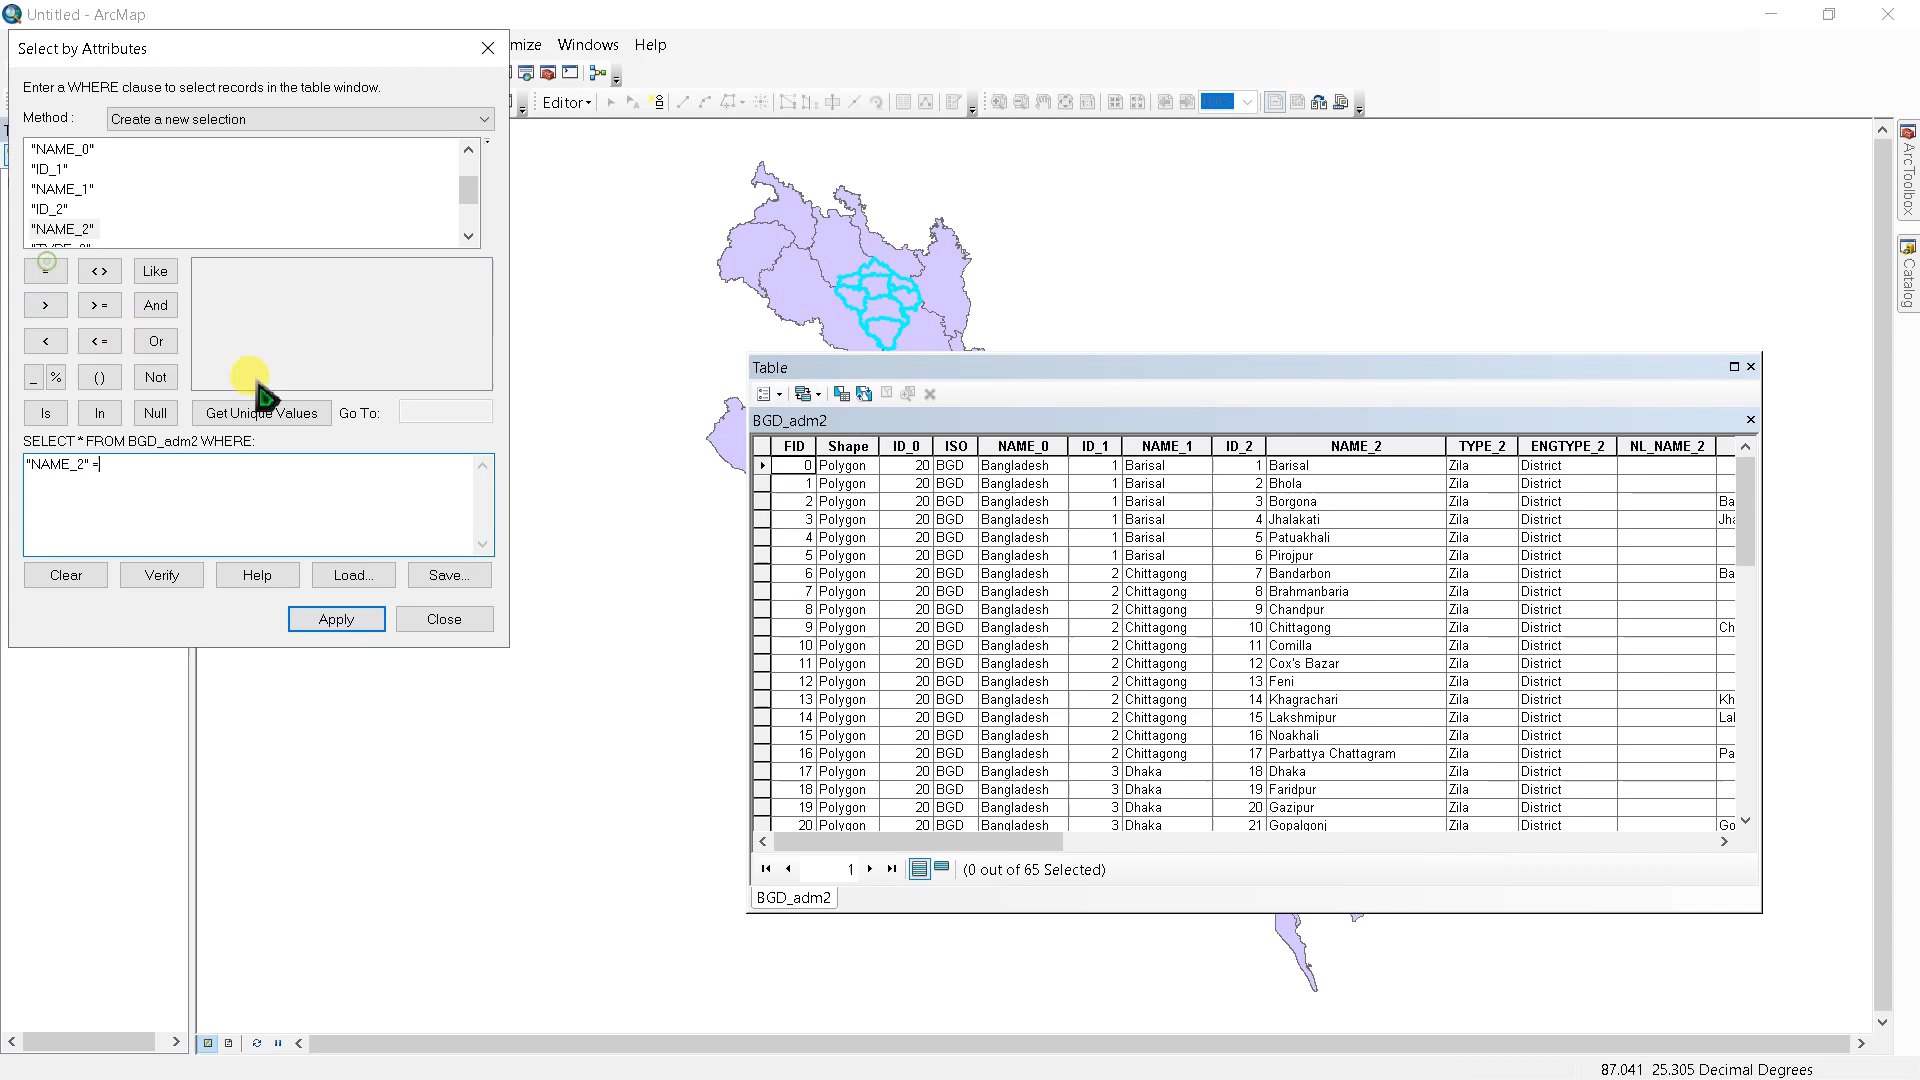 Untitled - ArcMap
Select by Attributes
mize Windows Help
Enter a WHERE clause to select records in the table window.
Method : Create a new selection
Editor
100%
"NAME_0"
"ID_1"
"NAME_1"
"ID_2"
"NAME_2"
= <> Like
> >= And
< <= Or
_ % () Not
Is In Null Get Unique Values Go To:
SELECT * FROM BGD_adm2 WHERE:
"NAME_2" =
Clear Verify Help Load... Save...
Apply Close
ArcToolbox
Catalog
Table
BGD_adm2
FID Shape ID_0 ISO NAME_0 ID_1 NAME_1 ID_2 NAME_2 TYPE_2 ENGTYPE_2 NL_NAME_2
0 Polygon 20 BGD Bangladesh 1 Barisal 1 Barisal Zila District
1 Polygon 20 BGD Bangladesh 1 Barisal 2 Bhola Zila District
2 Polygon 20 BGD Bangladesh 1 Barisal 3 Borgona Zila District Ba
3 Polygon 20 BGD Bangladesh 1 Barisal 4 Jhalakati Zila District Jha
4 Polygon 20 BGD Bangladesh 1 Barisal 5 Patuakhali Zila District
5 Polygon 20 BGD Bangladesh 1 Barisal 6 Pirojpur Zila District
6 Polygon 20 BGD Bangladesh 2 Chittagong 7 Bandarbon Zila District Ba
7 Polygon 20 BGD Bangladesh 2 Chittagong 8 Brahmanbaria Zila District
8 Polygon 20 BGD Bangladesh 2 Chittagong 9 Chandpur Zila District
9 Polygon 20 BGD Bangladesh 2 Chittagong 10 Chittagong Zila District Ch
10 Polygon 20 BGD Bangladesh 2 Chittagong 11 Comilla Zila District
11 Polygon 20 BGD Bangladesh 2 Chittagong 12 Cox's Bazar Zila District
12 Polygon 20 BGD Bangladesh 2 Chittagong 13 Feni Zila District
13 Polygon 20 BGD Bangladesh 2 Chittagong 14 Khagrachari Zila District Kh
14 Polygon 20 BGD Bangladesh 2 Chittagong 15 Lakshmipur Zila District Lal
15 Polygon 20 BGD Bangladesh 2 Chittagong 16 Noakhali Zila District
16 Polygon 20 BGD Bangladesh 2 Chittagong 17 Parbattya Chattagram Zila District Pa
17 Polygon 20 BGD Bangladesh 3 Dhaka 18 Dhaka Zila District
18 Polygon 20 BGD Bangladesh 3 Dhaka 19 Faridpur Zila District
19 Polygon 20 BGD Bangladesh 3 Dhaka 20 Gazipur Zila District
20 Polygon 20 BGD Bangladesh 3 Dhaka 21 Gopalgonj Zila District Go
1 (0 out of 65 Selected)
BGD_adm2
87.041 25.305 Decimal Degrees